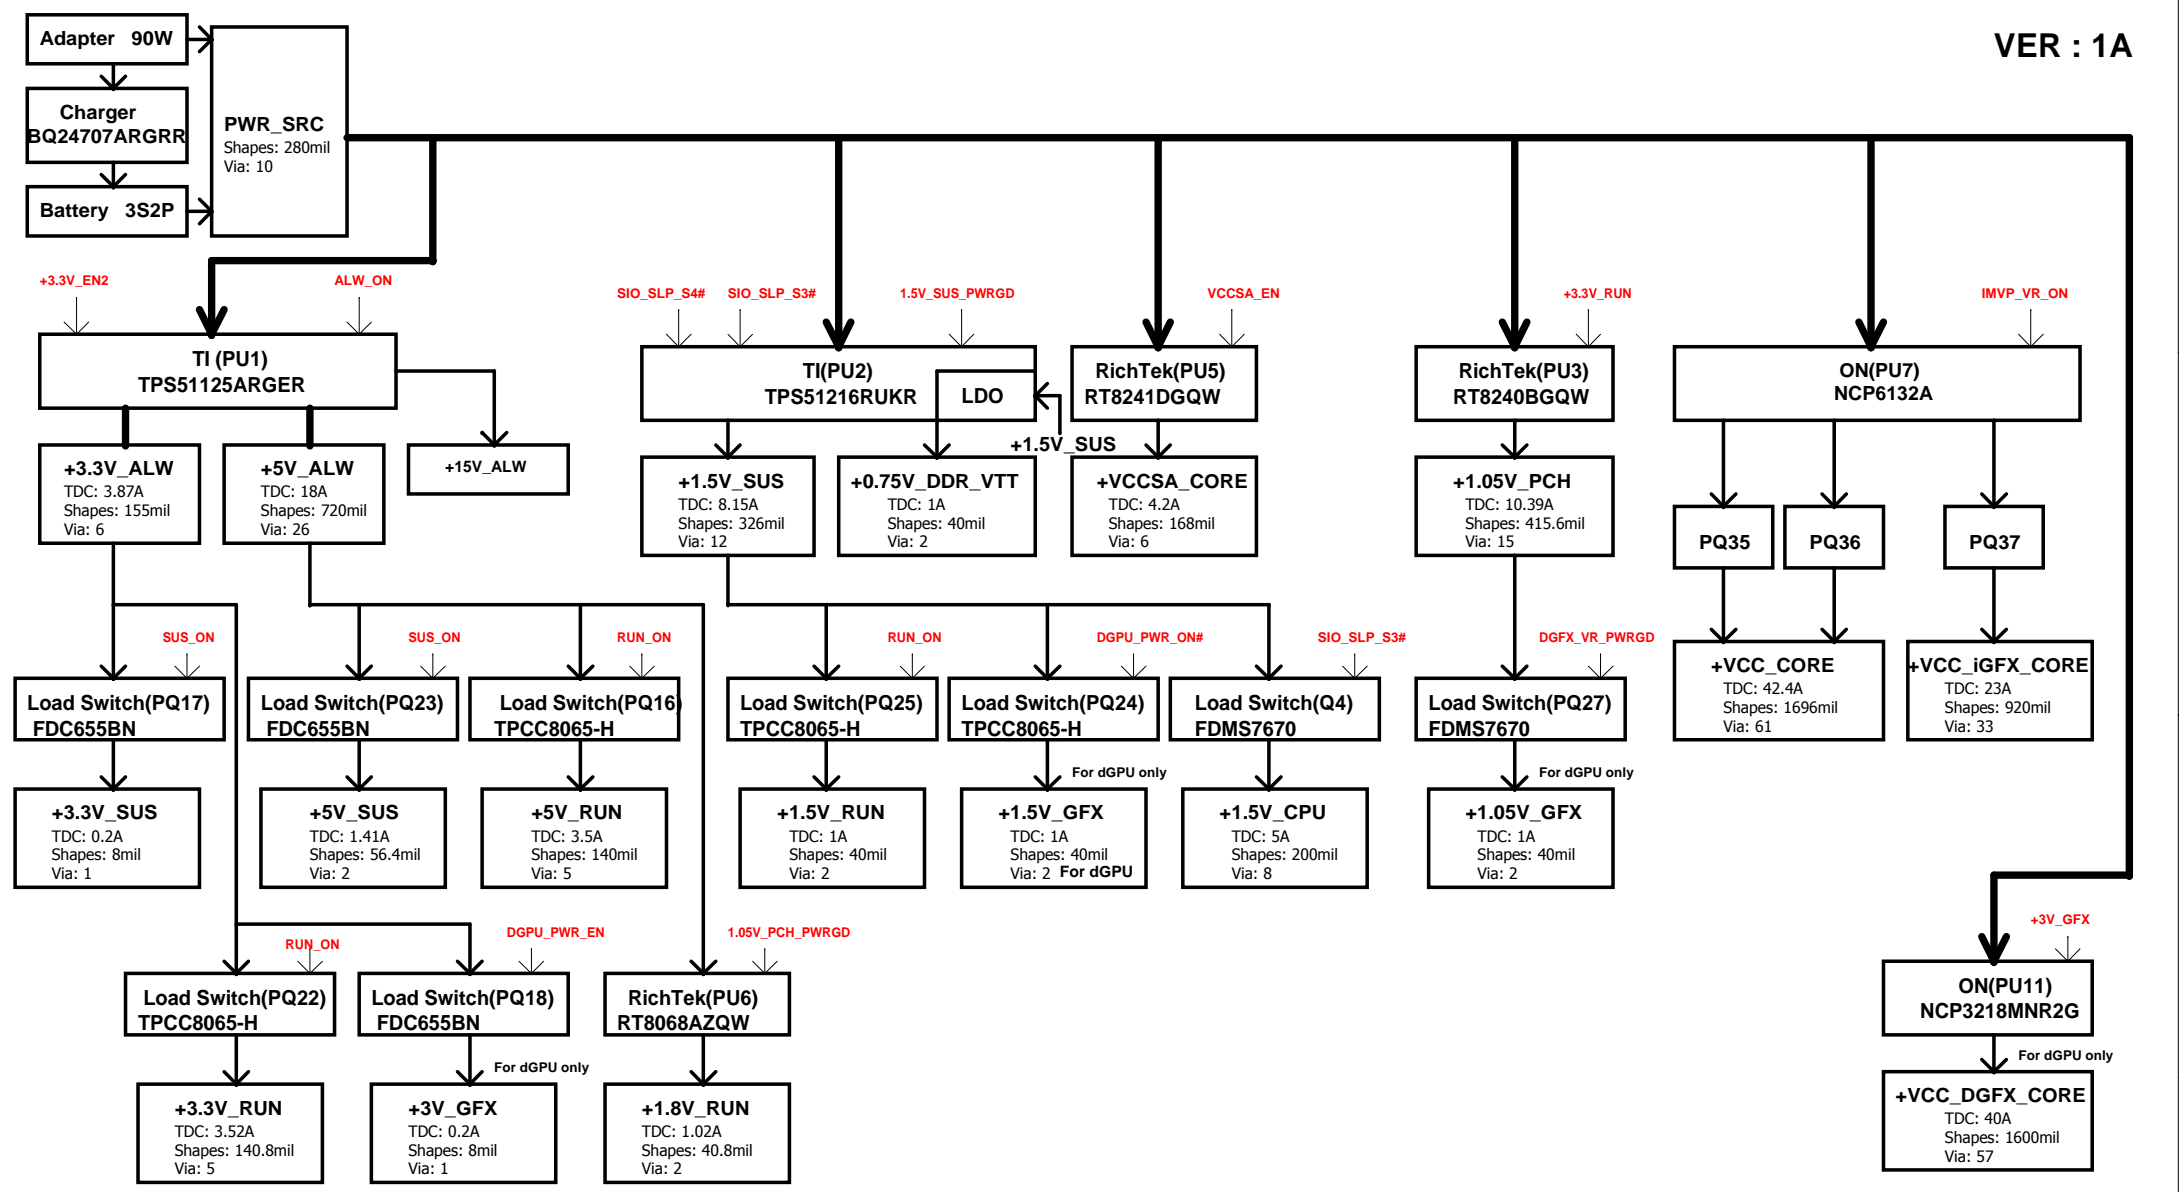 VER : 1A
Adapter 90W
Charger
BQ24707ARGRR
Battery 3S2P
PWR_SRC
Shapes: 280mil
Via: 10
+3.3V_EN2
ALW_ON
SIO_SLP_S4#
SIO_SLP_S3#
1.5V_SUS_PWRGD
VCCSA_EN
+3.3V_RUN
IMVP_VR_ON
TI (PU1)
TPS51125ARGER
TI(PU2)
TPS51216RUKR
LDO
+1.5V_SUS
RichTek(PU5)
RT8241DGQW
RichTek(PU3)
RT8240BGQW
ON(PU7)
NCP6132A
+3.3V_ALW
TDC: 3.87A
Shapes: 155mil
Via: 6
+5V_ALW
TDC: 18A
Shapes: 720mil
Via: 26
+15V_ALW
+1.5V_SUS
TDC: 8.15A
Shapes: 326mil
Via: 12
+0.75V_DDR_VTT
TDC: 1A
Shapes: 40mil
Via: 2
+VCCSA_CORE
TDC: 4.2A
Shapes: 168mil
Via: 6
+1.05V_PCH
TDC: 10.39A
Shapes: 415.6mil
Via: 15
PQ35
PQ36
PQ37
SUS_ON
SUS_ON
RUN_ON
RUN_ON
DGPU_PWR_ON#
SIO_SLP_S3#
DGFX_VR_PWRGD
Load Switch(PQ17)
FDC655BN
Load Switch(PQ23)
FDC655BN
Load Switch(PQ16)
TPCC8065-H
Load Switch(PQ25)
TPCC8065-H
Load Switch(PQ24)
TPCC8065-H
Load Switch(Q4)
FDMS7670
Load Switch(PQ27)
FDMS7670
+VCC_CORE
TDC: 42.4A
Shapes: 1696mil
Via: 61
+VCC_iGFX_CORE
TDC: 23A
Shapes: 920mil
Via: 33
For dGPU only
For dGPU only
+3.3V_SUS
TDC: 0.2A
Shapes: 8mil
Via: 1
+5V_SUS
TDC: 1.41A
Shapes: 56.4mil
Via: 2
+5V_RUN
TDC: 3.5A
Shapes: 140mil
Via: 5
+1.5V_RUN
TDC: 1A
Shapes: 40mil
Via: 2
+1.5V_GFX
TDC: 1A
Shapes: 40mil
Via: 2 For dGPU
+1.5V_CPU
TDC: 5A
Shapes: 200mil
Via: 8
+1.05V_GFX
TDC: 1A
Shapes: 40mil
Via: 2
RUN_ON
DGPU_PWR_EN
1.05V_PCH_PWRGD
+3V_GFX
Load Switch(PQ22)
TPCC8065-H
Load Switch(PQ18)
FDC655BN
RichTek(PU6)
RT8068AZQW
ON(PU11)
NCP3218MNR2G
For dGPU only
For dGPU only
+3.3V_RUN
TDC: 3.52A
Shapes: 140.8mil
Via: 5
+3V_GFX
TDC: 0.2A
Shapes: 8mil
Via: 1
+1.8V_RUN
TDC: 1.02A
Shapes: 40.8mil
Via: 2
+VCC_DGFX_CORE
TDC: 40A
Shapes: 1600mil
Via: 57